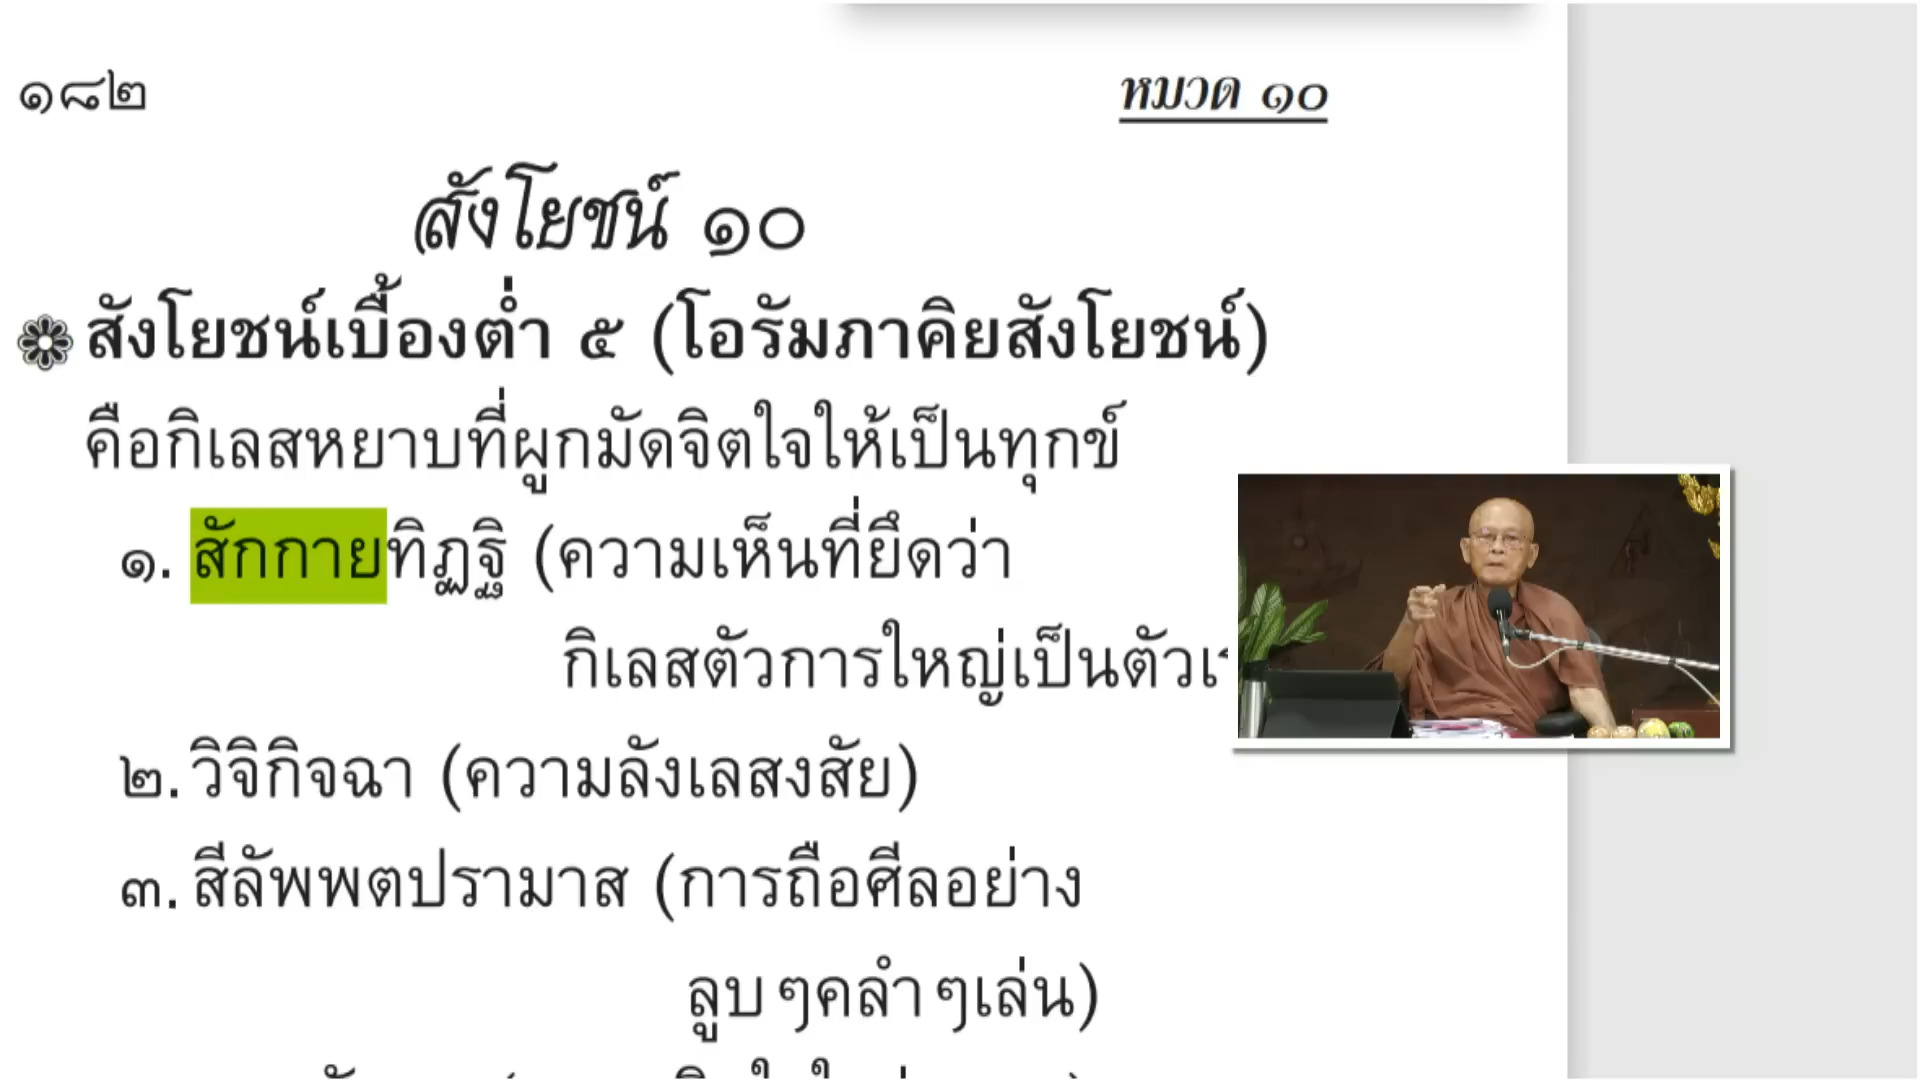 ๑๘๒
หมวด ๑๐
สังโยชน์ ๑๐
สังโยชน์เบื้องต่ำ ๕ (โอรัมภาคิยสังโยชน์)
คือกิเลสหยาบที่ผูกมัดจิตใจให้เป็นทุกข์
๑. สักกายทิฏฐิ (ความเห็นที่ยึดว่า
กิเลสตัวการใหญ่เป็นตัว
๒. วิจิกิจฉา (ความลังเลสงสัย)
๓. สีลัพพตปรามาส (การถือศีลอย่าง
ลูบๆคลำๆเล่น)